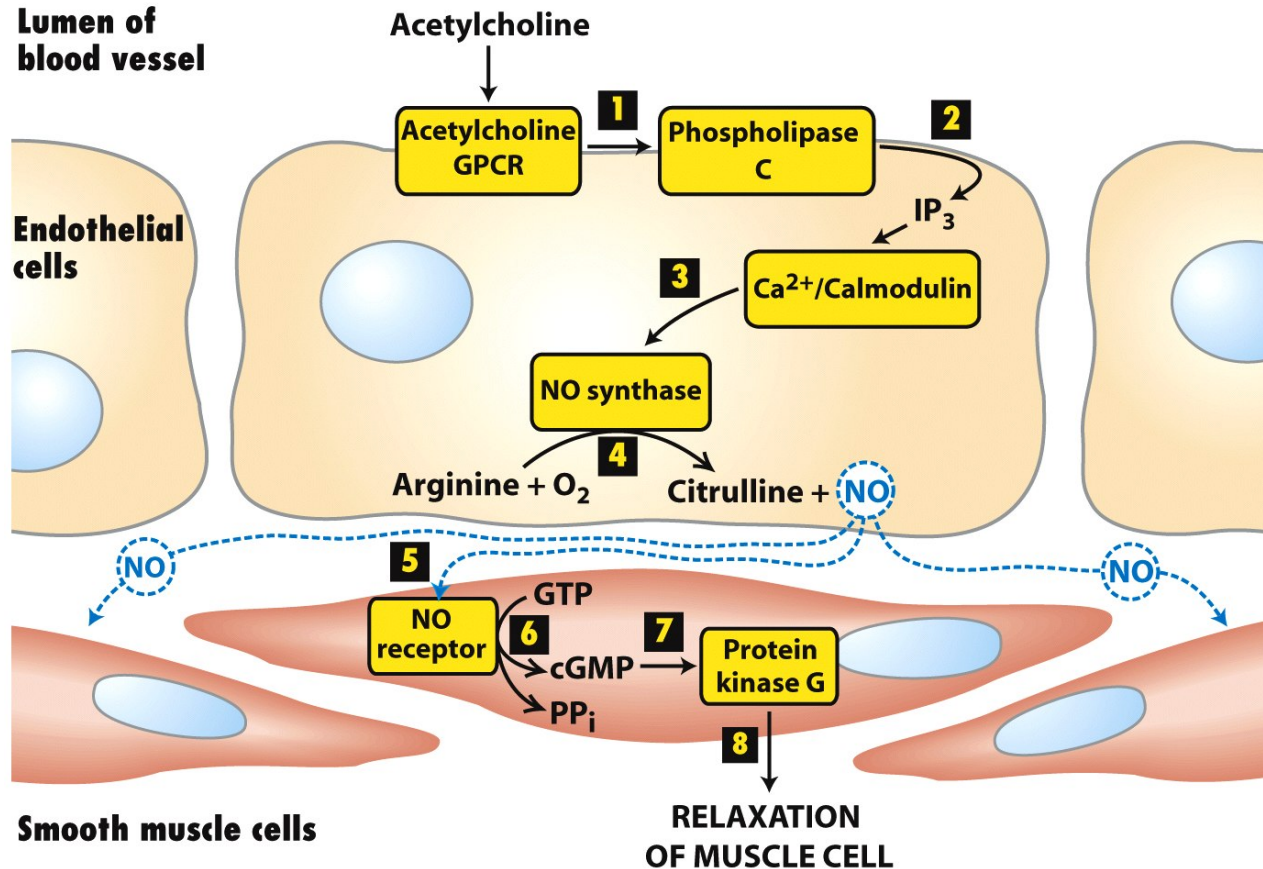 Lumen of
blood vessel
Acetylcholine
Acetylcholine
GPCR
1
Phospholipase
C
2
IP₃
Endothelial
cells
3
Ca²⁺/Calmodulin
NO synthase
4
Arginine + O₂
Citrulline + NO
NO
NO
5
NO
receptor
GTP
6
cGMP
PPᵢ
7
Protein
kinase G
8
RELAXATION
OF MUSCLE CELL
Smooth muscle cells